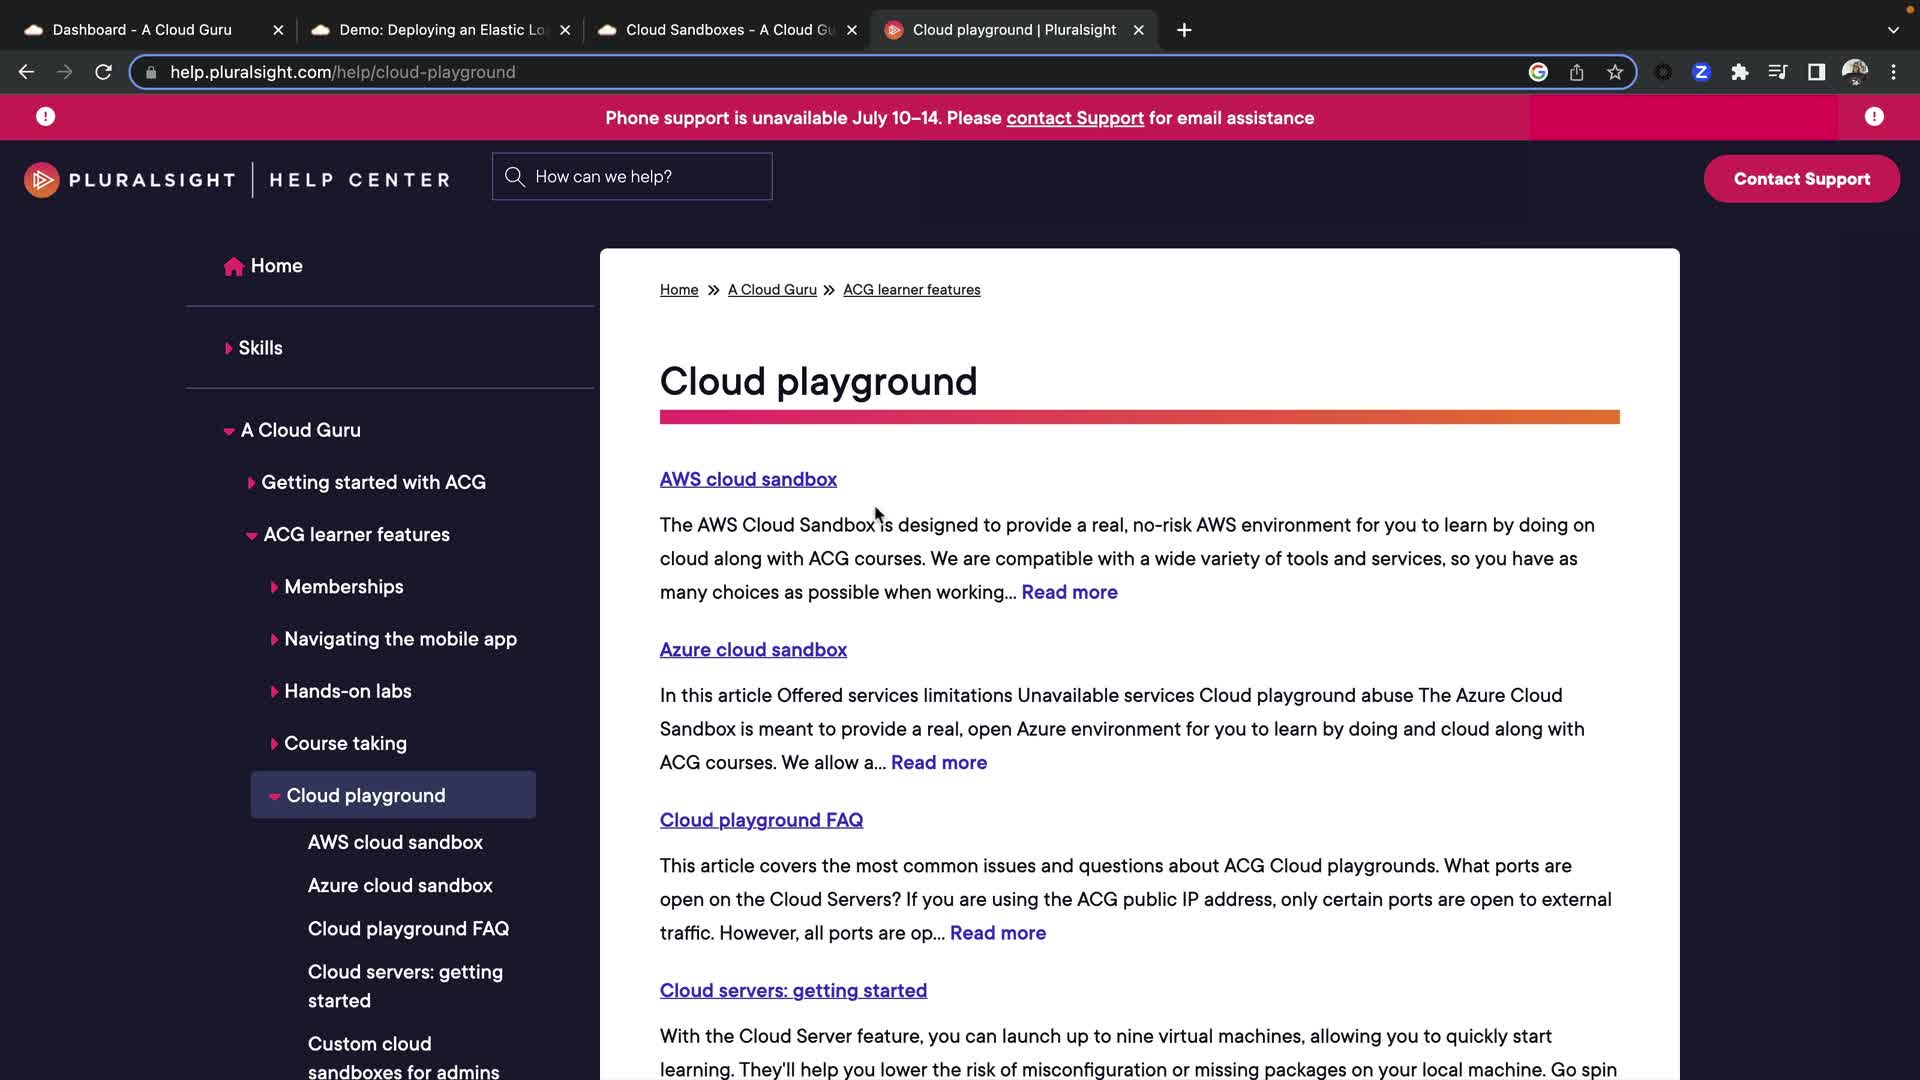 Dashboard - A Cloud Guru
Demo: Deploying an Elastic Lo
Cloud Sandboxes - A Cloud Gu
Cloud playground | Pluralsight
help.pluralsight.com/help/cloud-playground
Z
Phone support is unavailable July 10–14. Please contact Support for email assistance
PLURALSIGHT | HELP CENTER
How can we help?
Contact Support
Home
Skills
A Cloud Guru
Getting started with ACG
ACG learner features
Memberships
Navigating the mobile app
Hands-on labs
Course taking
Cloud playground
AWS cloud sandbox
Azure cloud sandbox
Cloud playground FAQ
Cloud servers: getting
started
Custom cloud
sandboxes for admins
Home » A Cloud Guru » ACG learner features
Cloud playground
AWS cloud sandbox
The AWS Cloud Sandbox is designed to provide a real, no-risk AWS environment for you to learn by doing on
cloud along with ACG courses. We are compatible with a wide variety of tools and services, so you have as
many choices as possible when working... Read more
Azure cloud sandbox
In this article Offered services limitations Unavailable services Cloud playground abuse The Azure Cloud
Sandbox is meant to provide a real, open Azure environment for you to learn by doing and cloud along with
ACG courses. We allow a... Read more
Cloud playground FAQ
This article covers the most common issues and questions about ACG Cloud playgrounds. What ports are
open on the Cloud Servers? If you are using the ACG public IP address, only certain ports are open to external
traffic. However, all ports are op... Read more
Cloud servers: getting started
With the Cloud Server feature, you can launch up to nine virtual machines, allowing you to quickly start
learning. They'll help you lower the risk of misconfiguration or missing packages on your local machine. Go spin